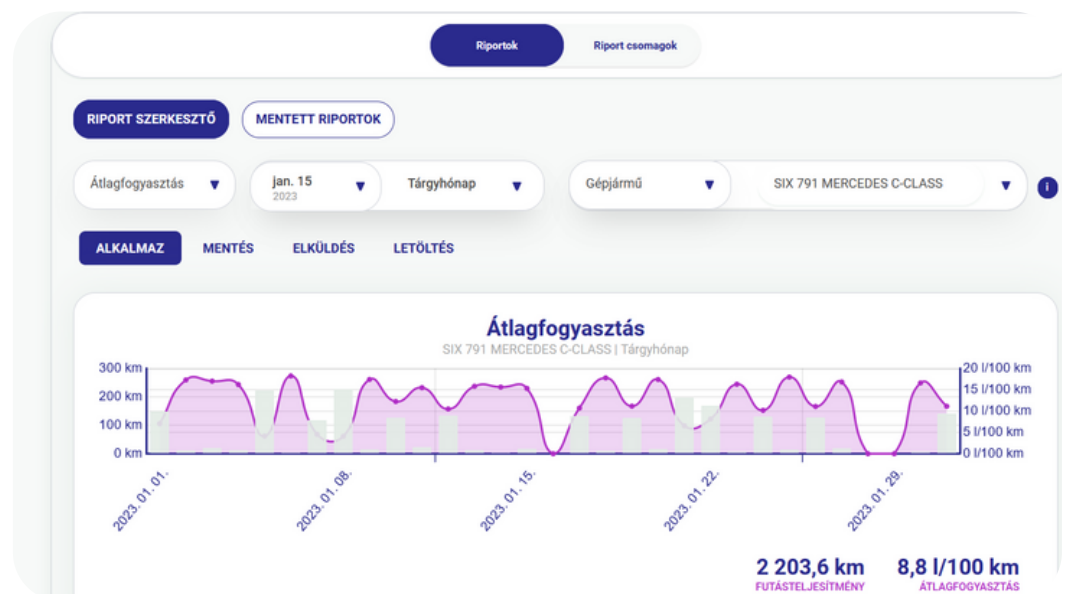 Riportok Riport csomagok
RIPORT SZERKESZTŐ MENTETT RIPORTOK
Átlagfogyasztás ▼ jan. 15 ▼ Tárgyhónap ▼ Gépjármű ▼ SIX 791 MERCEDES C-CLASS ▼ i
2023
ALKALMAZ MENTÉS ELKÜLDÉS LETÖLTÉS
Átlagfogyasztás
SIX 791 MERCEDES C-CLASS | Tárgyhónap
300 km 20 l/100 km
15 l/100 km
200 km
10 l/100 km
100 km
5 l/100 km
0 km 0 l/100 km
2023. 01. 01. 2023. 01. 08. 2023. 01. 15. 2023. 01. 22. 2023. 01. 29.
2 203,6 km 8,8 l/100 km
FUTÁSTELJESÍTMÉNY ÁTLAGFOGYASZTÁS